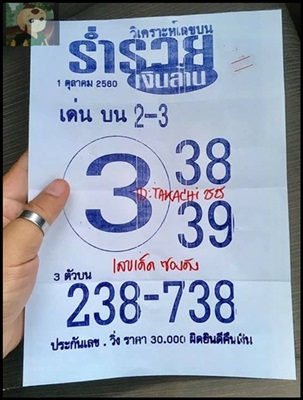 วิเคราะห์เลขบน
ร่ำรวย
เงินล้าน
1 ตุลาคม 2560
เด่น บน 2-3
3
38
39
ID:TAKACHi
เลขเด็ด ซองดัง
3 ตัวบน
238-738
ประกันเลข . วิ่ง ราคา 30.000 ผิดยินดีคืนเงิน